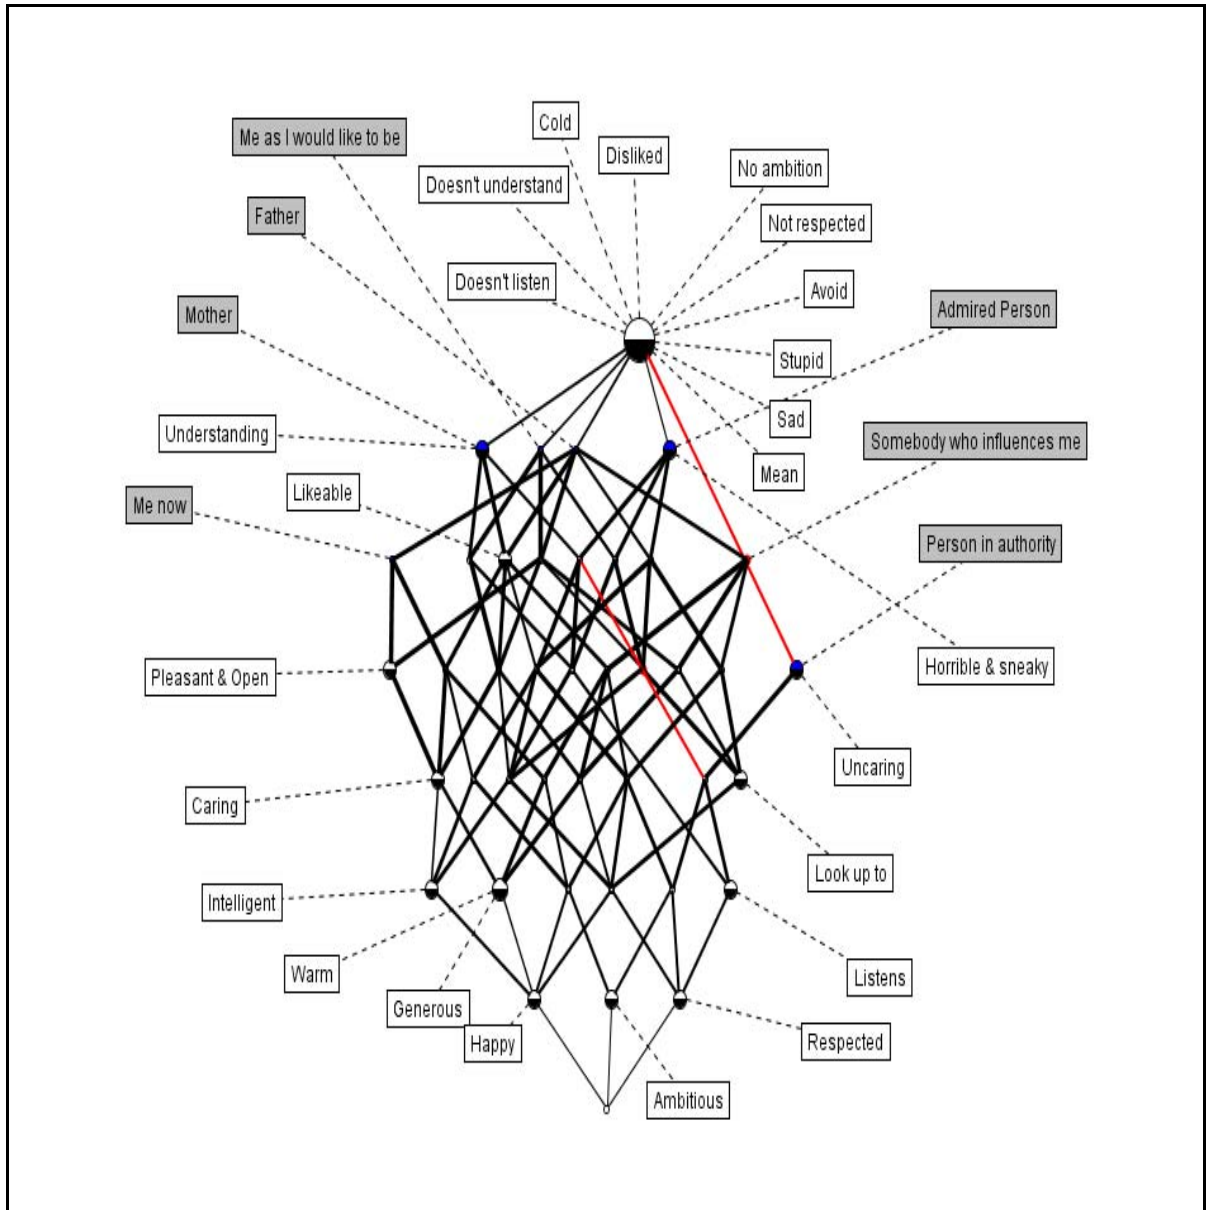 Cold
Me as I would like to be
Disliked
No ambition
Doesn't understand
Father
Not respected
Doesn't listen
Avoid
Mother
Admired Person
Stupid
Sad
Understanding
Somebody who influences me
Mean
Likeable
Me now
Person in authority
Horrible & sneaky
Pleasant & Open
Uncaring
Caring
Look up to
Intelligent
Warm
Listens
Generous
Happy
Respected
Ambitious